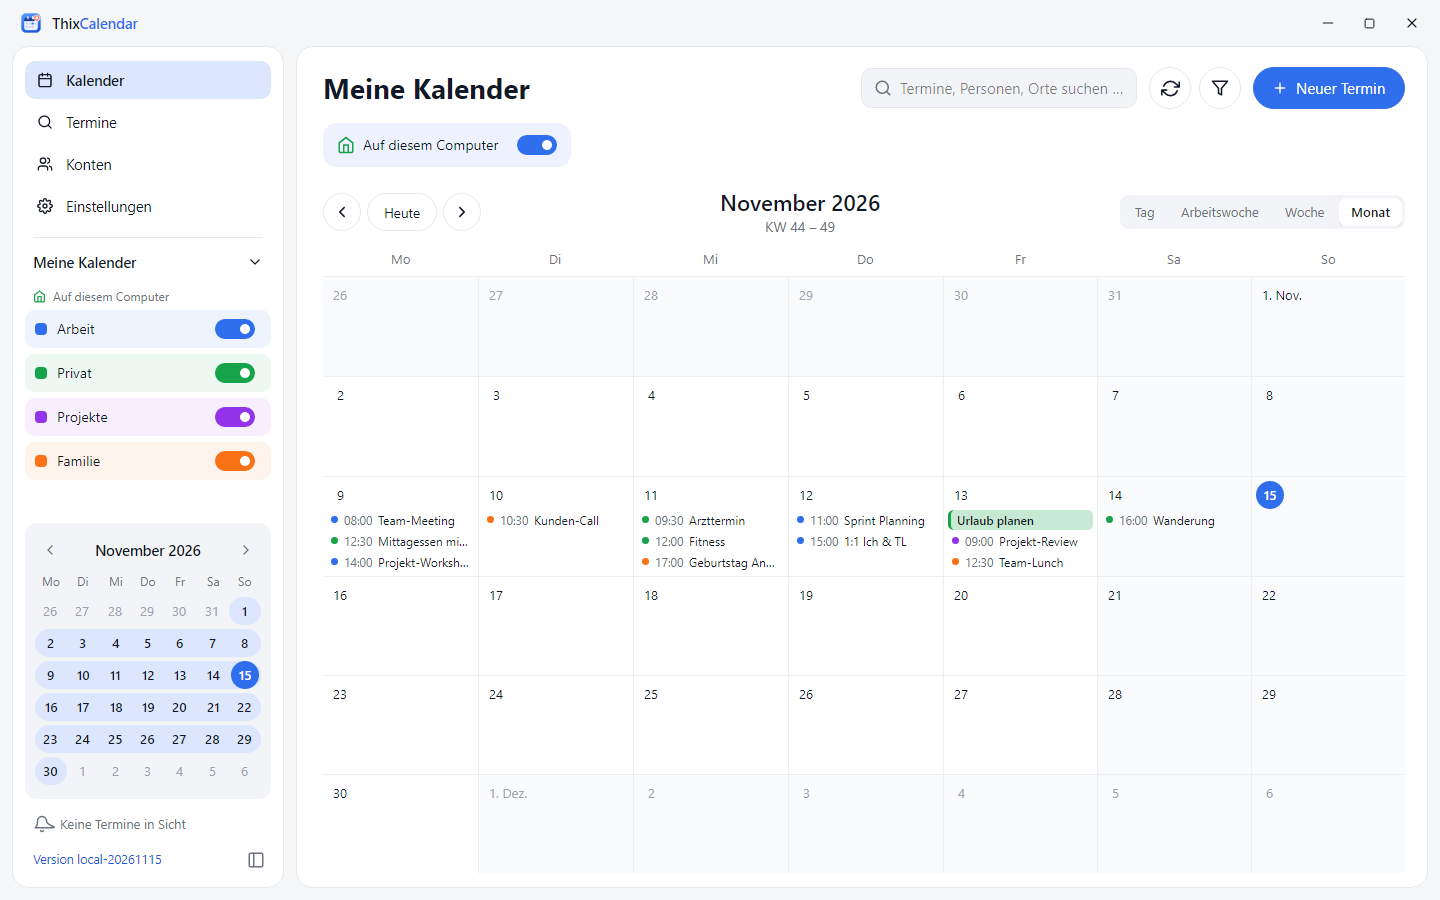 ThixCalendar
Kalender
Termine
Konten
Einstellungen
Meine Kalender
Auf diesem Computer
Arbeit
Privat
Projekte
Familie
November 2026
Mo Di Mi Do Fr Sa So
26 27 28 29 30 31 1
2 3 4 5 6 7 8
9 10 11 12 13 14 15
16 17 18 19 20 21 22
23 24 25 26 27 28 29
30 1 2 3 4 5 6
Keine Termine in Sicht
Version local-20261115
Meine Kalender
Termine, Personen, Orte suchen ...
Neuer Termin
Auf diesem Computer
Heute
November 2026
KW 44 – 49
Tag Arbeitswoche Woche Monat
Mo Di Mi Do Fr Sa So
26 27 28 29 30 31 1. Nov.
2 3 4 5 6 7 8
9 10 11 12 13 14 15
08:00 Team-Meeting 10:30 Kunden-Call 09:30 Arzttermin 11:00 Sprint Planning Urlaub planen 16:00 Wanderung
12:30 Mittagessen mi... 12:00 Fitness 15:00 1:1 Ich & TL 09:00 Projekt-Review
14:00 Projekt-Worksh... 17:00 Geburtstag An... 12:30 Team-Lunch
16 17 18 19 20 21 22
23 24 25 26 27 28 29
30 1. Dez. 2 3 4 5 6